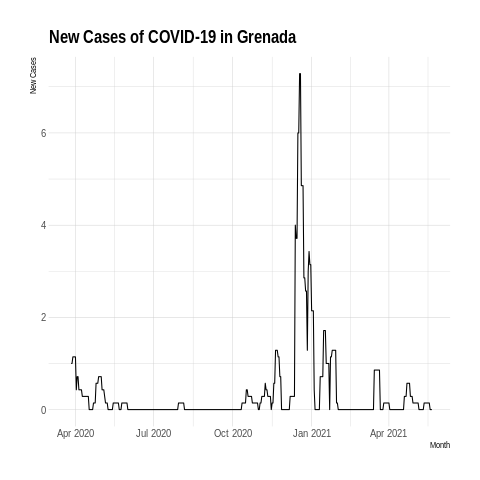 New Cases of COVID-19 in Grenada
New Cases
6
4
2
0
Apr 2020 Jul 2020 Oct 2020 Jan 2021 Apr 2021
Month